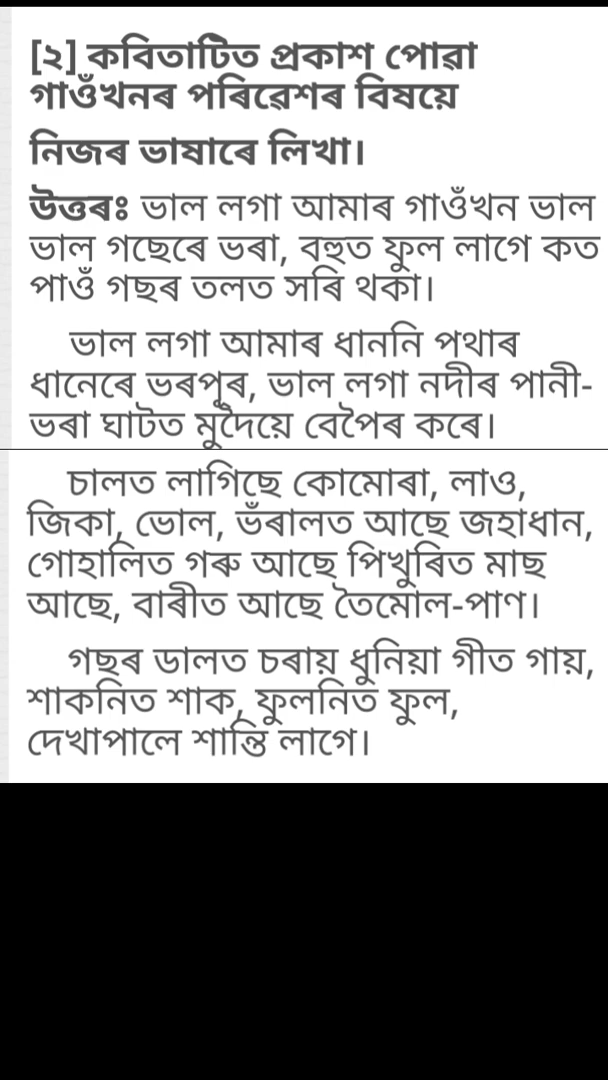 [২] কবিতাটিত প্ৰকাশ পোৱা
গাওঁখনৰ পৰিৱেশৰ বিষয়ে
নিজৰ ভাষাৰে লিখা।
উত্তৰঃ ভাল লগা আমাৰ গাওঁখন ভাল
ভাল গছেৰে ভৰা, বহুত ফুল লাগে কত
পাওঁ গছৰ তলত সৰি থকা।
ভাল লগা আমাৰ ধাননি পথাৰ
ধানেৰে ভৰপূৰ, ভাল লগা নদীৰ পানী-
ভৰা ঘাটত মুদৈয়ে বেপৈৰ কৰে।
চালত লাগিছে কোমোৰা, লাও,
জিকা, ভোল, ভঁৰালত আছে জহাধান,
গোহালিত গৰু আছে পিখুৰিত মাছ
আছে, বাৰীত আছে তৈমোল-পাণ।
গছৰ ডালত চৰায় ধুনিয়া গীত গায়,
শাকনিত শাক, ফুলনিত ফুল,
দেখাপালে শান্তি লাগে।